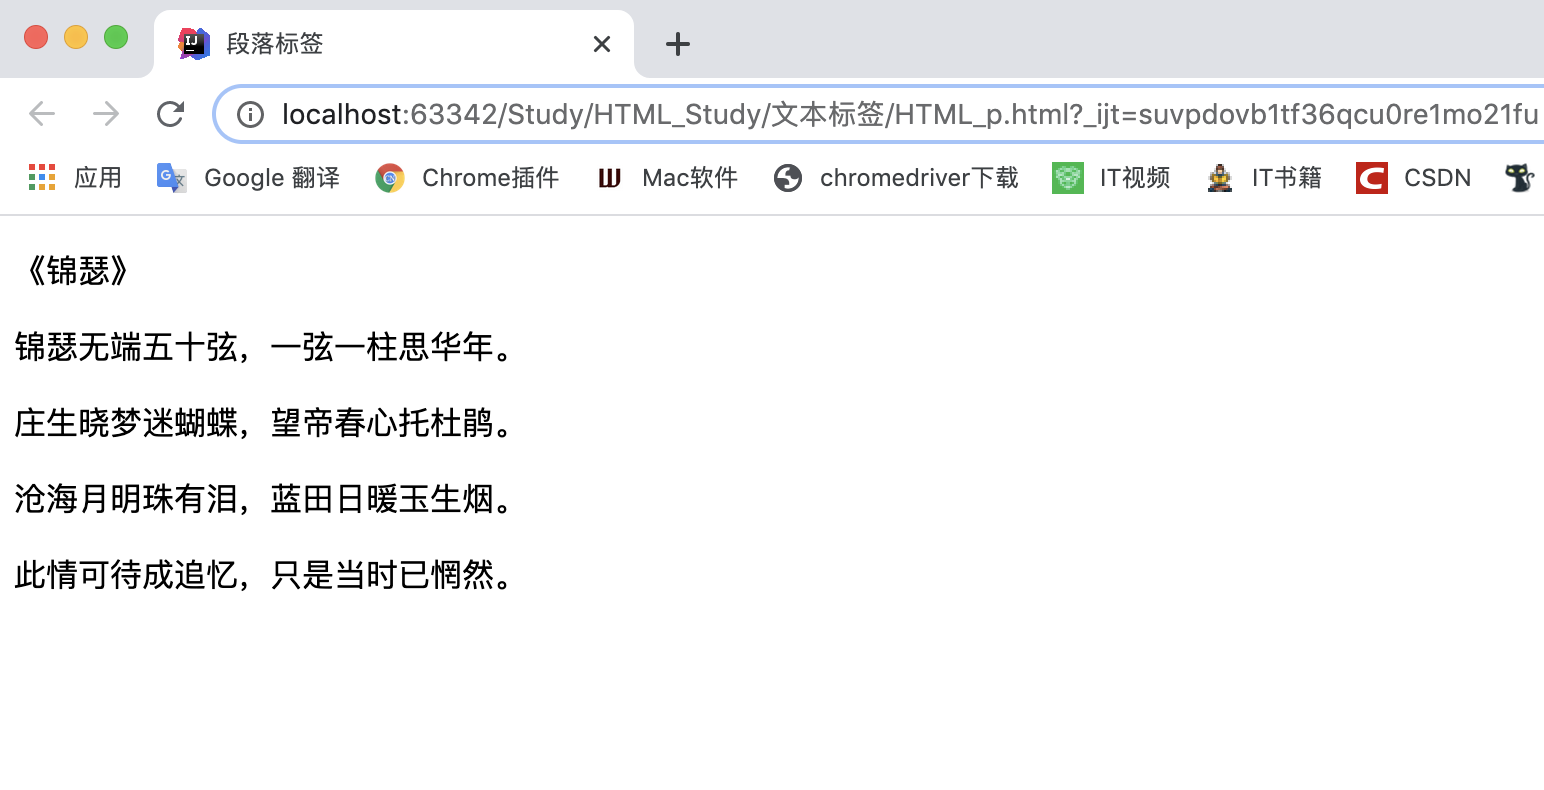 段落标签
localhost:63342/Study/HTML_Study/文本标签/HTML_p.html?_ijt=suvpdovb1tf36qcu0re1mo21fu
应用 Google 翻译 Chrome插件 Mac软件 chromedriver下载 IT视频 IT书籍 CSDN
《锦瑟》
锦瑟无端五十弦，一弦一柱思华年。
庄生晓梦迷蝴蝶，望帝春心托杜鹃。
沧海月明珠有泪，蓝田日暖玉生烟。
此情可待成追忆，只是当时已惘然。